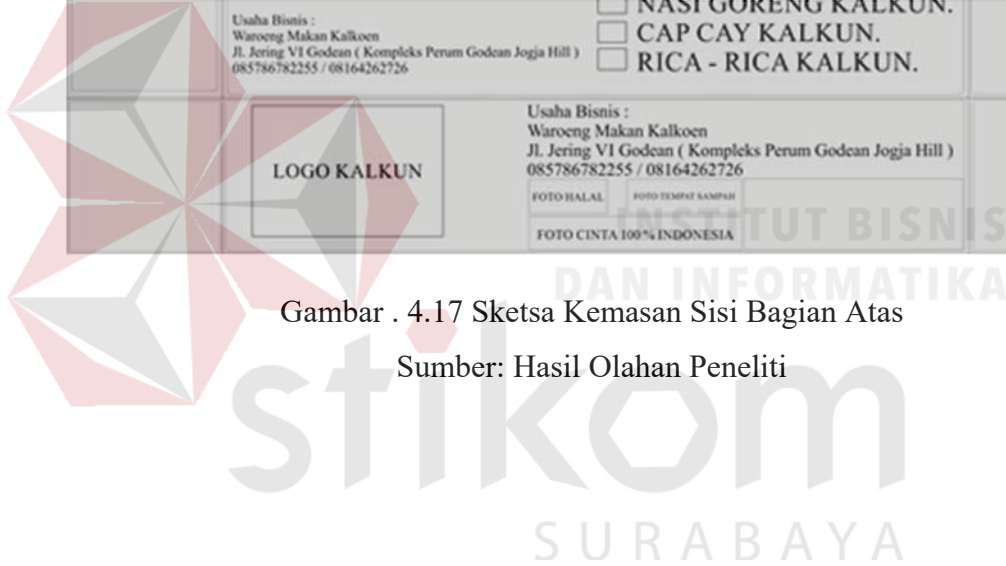 NASI GORENG KALKUN.
CAP CAY KALKUN.
RICA - RICA KALKUN.
Usaha Bisnis :
Waroeng Makan Kalkoen
Jl. Jering VI Godean ( Kompleks Perum Godean Jogja Hill )
085786782255 / 08164262726
LOGO KALKUN
Usaha Bisnis :
Waroeng Makan Kalkoen
Jl. Jering VI Godean ( Kompleks Perum Godean Jogja Hill )
085786782255 / 08164262726
FOTO HALAL
FOTO TEMPAT SAMPAH
FOTO CINTA 100% INDONESIA
INSTITUT BISNIS
DAN INFORMATIKA
Gambar . 4.17 Sketsa Kemasan Sisi Bagian Atas
Sumber: Hasil Olahan Peneliti
stikom
SURABAYA